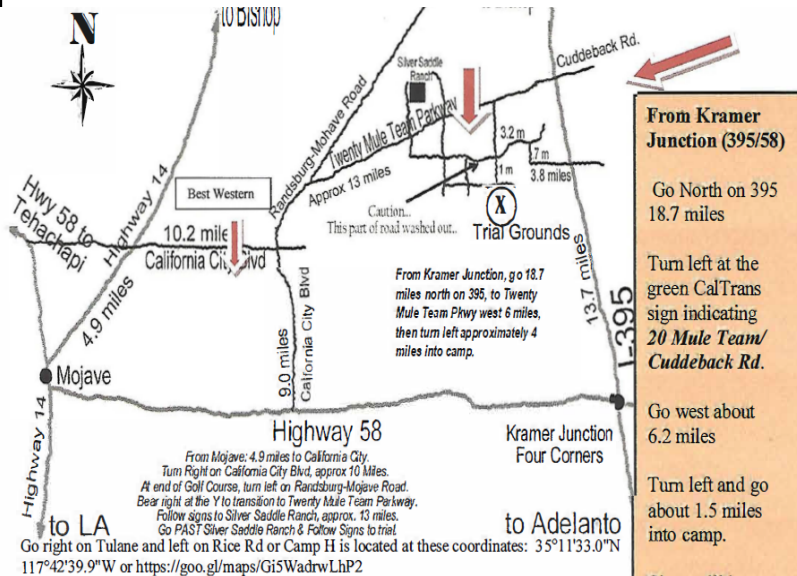 N
to Bishop
Silver Saddle
Ranch
Cuddeback Rd.
Randsburg-Mohave Road
Twenty Mule Team Parkway
Approx 13 miles
3.2 m
.7 m
1 m
3.8 miles
Caution...
This part of road washed out..
X
Trial Grounds
Best Western
Hwy 58 to
Tehachapi
Highway 14
10.2 mile
California City Blvd
4.9 miles
California City Blvd
9.0 miles
From Kramer Junction, go 18.7
miles north on 395, to Twenty
Mule Team Pkwy west 6 miles,
then turn left approximately 4
miles into camp.
13.7 miles
I-395
Mojave
Highway 14
Highway 58
Kramer Junction
Four Corners
From Mojave: 4.9 miles to California City.
Turn Right on California City Blvd, approx 10 Miles.
At end of Golf Course, turn left on Randsburg-Mojave Road.
Bear right at the Y to transition to Twenty Mule Team Parkway.
Follow signs to Silver Saddle Ranch, approx. 13 miles.
Go PAST Silver Saddle Ranch & Follow Signs to trial.
to LA
to Adelanto
Go right on Tulane and left on Rice Rd or Camp H is located at these coordinates: 35°11'33.0"N
117°42'39.9"W or https://goo.gl/maps/Gi5WadrwLhP2
From Kramer
Junction (395/58)
Go North on 395
18.7 miles
Turn left at the
green CalTrans
sign indicating
20 Mule Team/
Cuddeback Rd.
Go west about
6.2 miles
Turn left and go
about 1.5 miles
into camp.